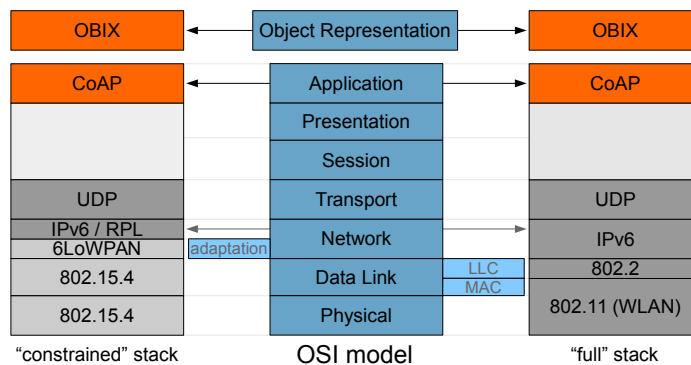 OBIX
Object Representation
OBIX
CoAP
Application
CoAP
Presentation
Session
UDP
Transport
UDP
IPv6 / RPL
Network
IPv6
6LoWPAN
adaptation
802.15.4
Data Link
LLC
802.2
MAC
802.15.4
Physical
802.11 (WLAN)
“constrained” stack
OSI model
“full” stack